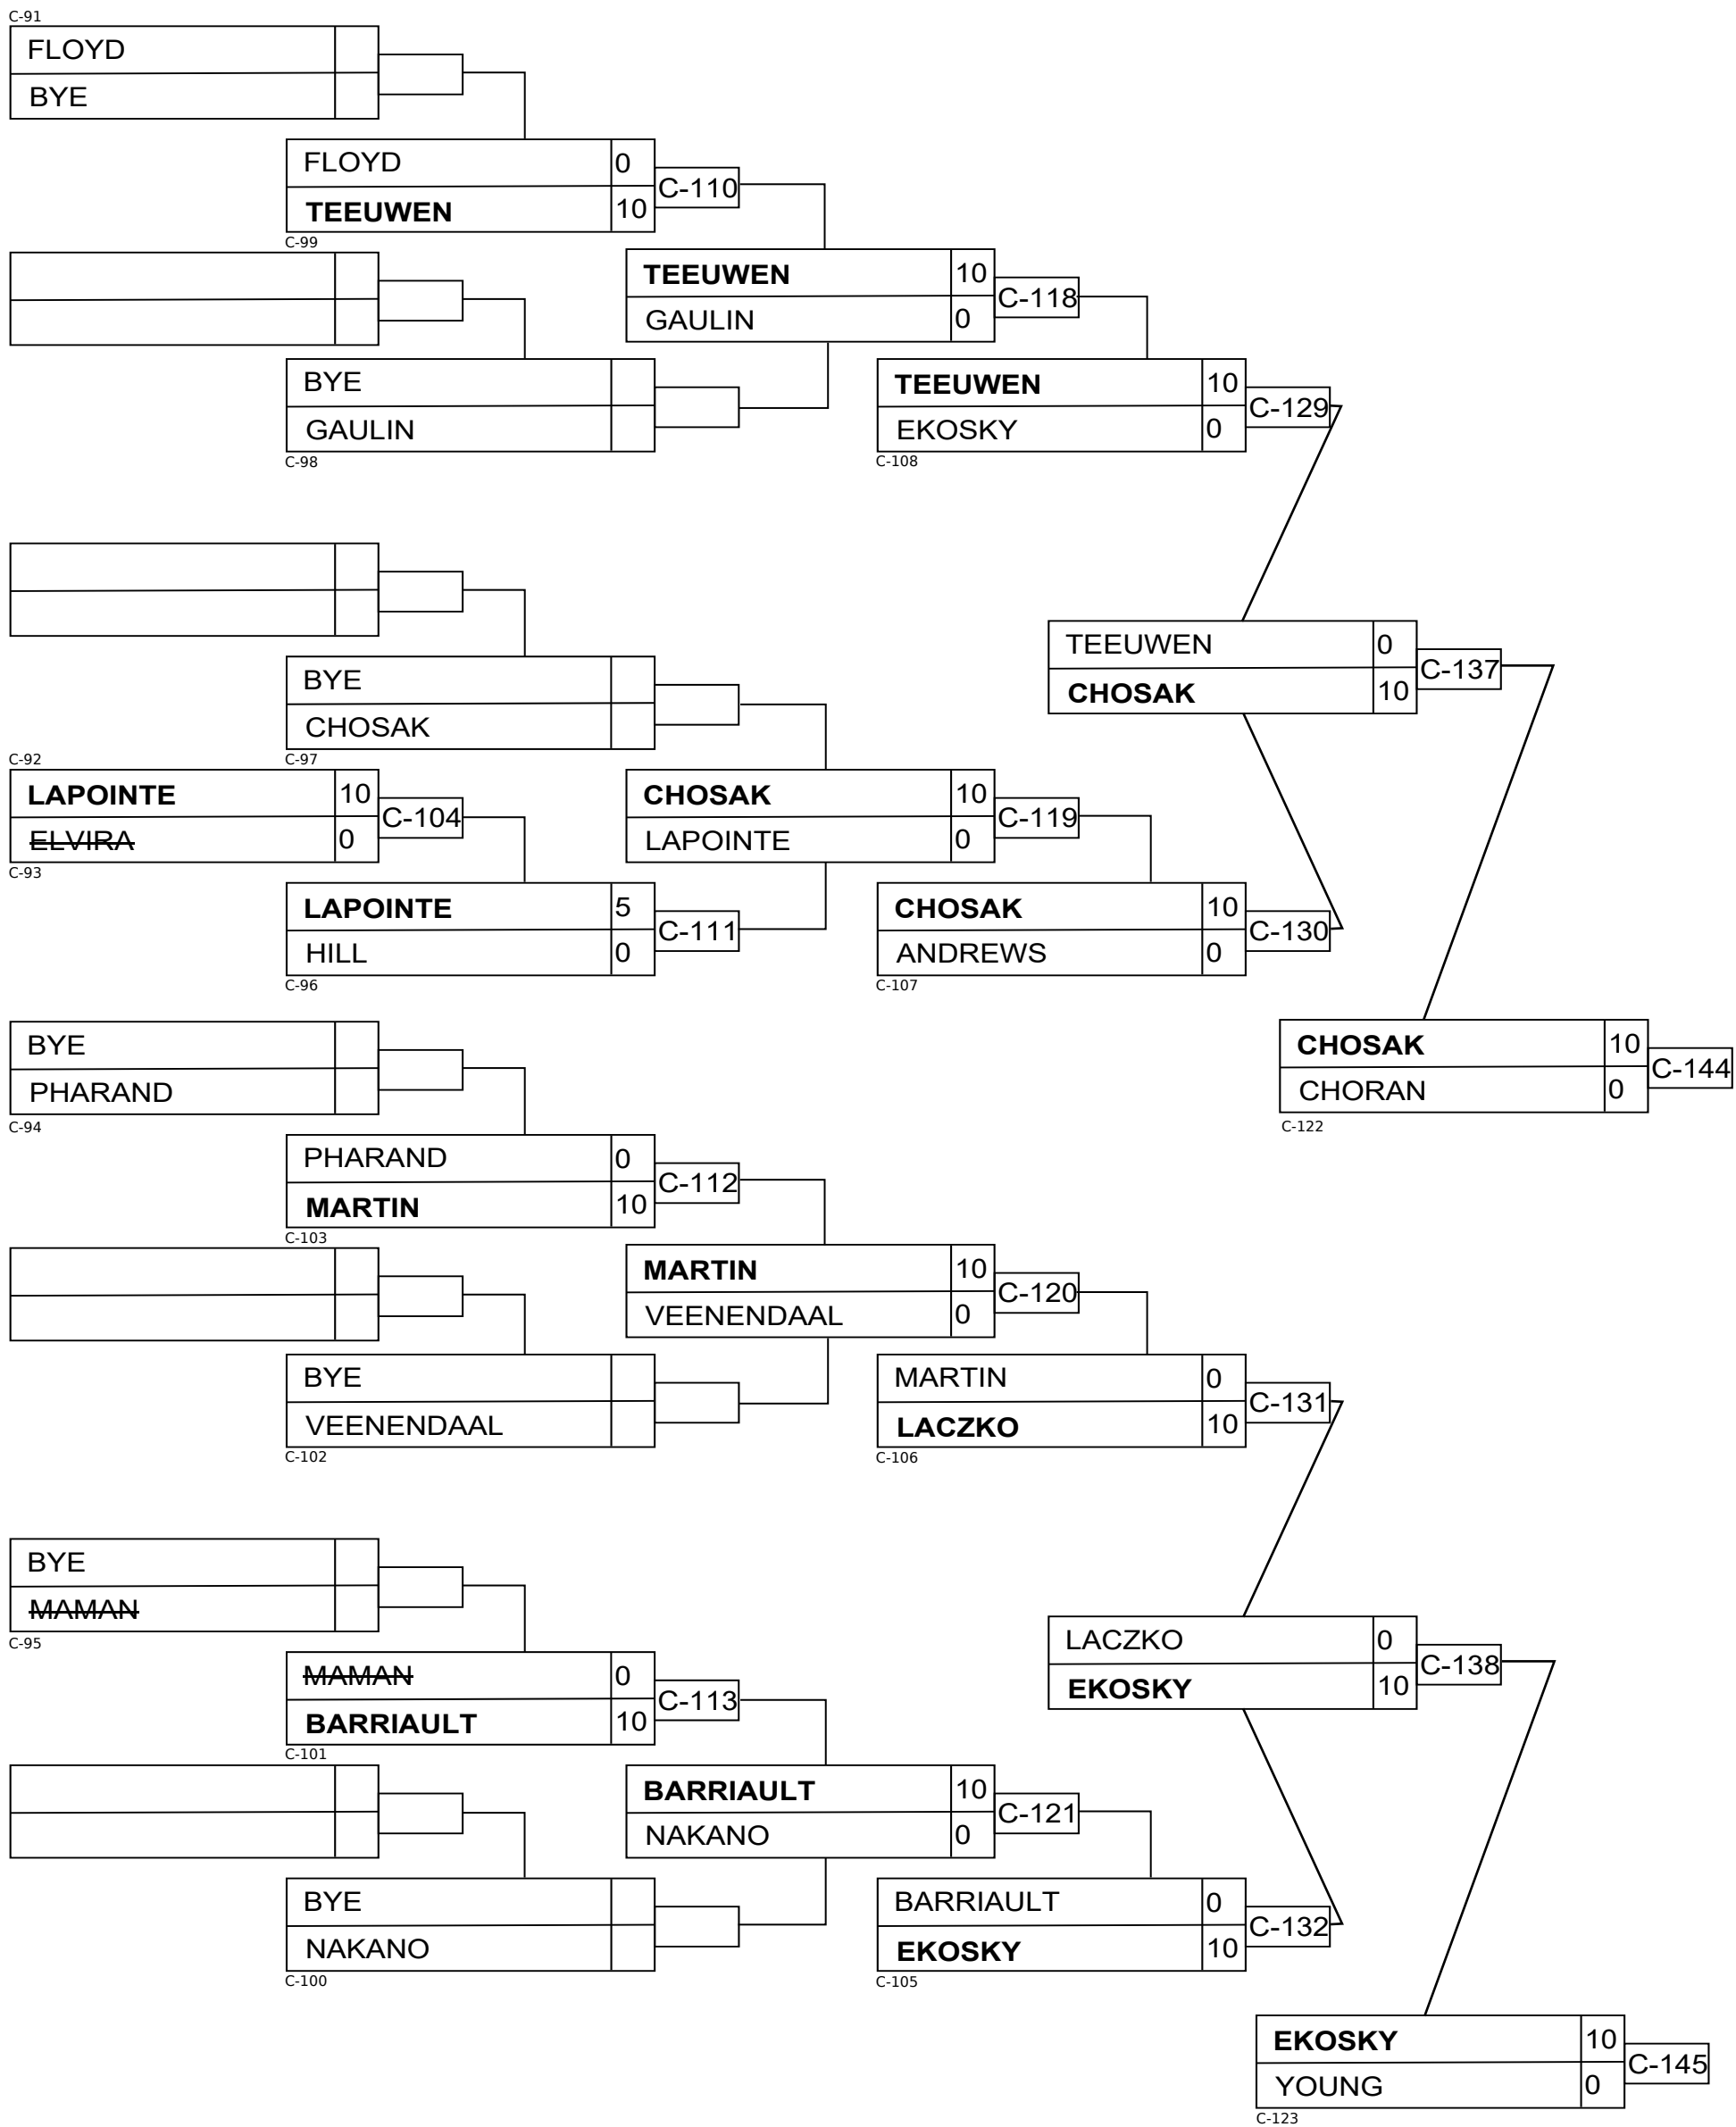 C-91
FLOYD
BYE
FLOYD 0
C-110
TEEUWEN 10
C-99
TEEUWEN 10
C-118
GAULIN 0
BYE
GAULIN
C-98
TEEUWEN 10
C-129
EKOSKY 0
C-108
TEEUWEN 0
C-137
CHOSAK 10
BYE
CHOSAK
C-97
C-92
LAPOINTE 10
C-104
ELVIRA 0
C-93
CHOSAK 10
C-119
LAPOINTE 0
LAPOINTE 5
C-111
HILL 0
C-96
CHOSAK 10
C-130
ANDREWS 0
C-107
CHOSAK 10
C-144
CHORAN 0
C-122
BYE
PHARAND
C-94
PHARAND 0
C-112
MARTIN 10
C-103
MARTIN 10
C-120
VEENENDAAL 0
BYE
VEENENDAAL
C-102
MARTIN 0
C-131
LACZKO 10
C-106
BYE
MAMAN
C-95
LACZKO 0
C-138
EKOSKY 10
MAMAN 0
C-113
BARRIAULT 10
C-101
BARRIAULT 10
C-121
NAKANO 0
BYE
NAKANO
C-100
BARRIAULT 0
C-132
EKOSKY 10
C-105
EKOSKY 10
C-145
YOUNG 0
C-123